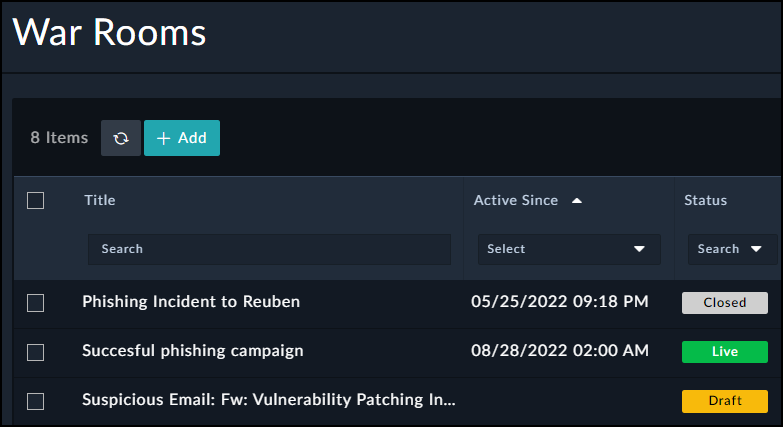 War Rooms
8 Items Add
Title Active Since Status
Search Select Search
Phishing Incident to Reuben 05/25/2022 09:18 PM Closed
Succesful phishing campaign 08/28/2022 02:00 AM Live
Suspicious Email: Fw: Vulnerability Patching In... Draft